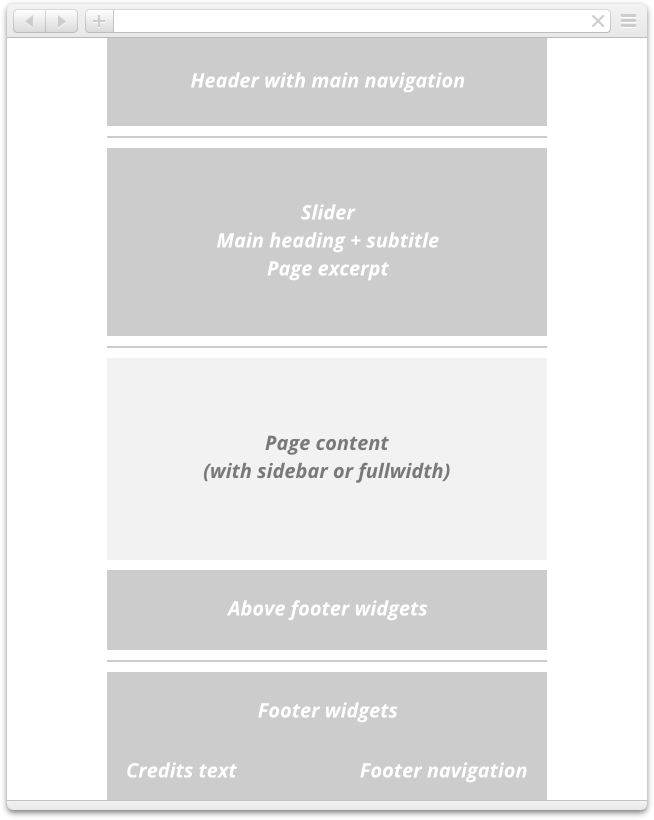 Header with main navigation
Slider
Main heading + subtitle
Page excerpt
Page content
(with sidebar or fullwidth)
Above footer widgets
Footer widgets
Credits text
Footer navigation